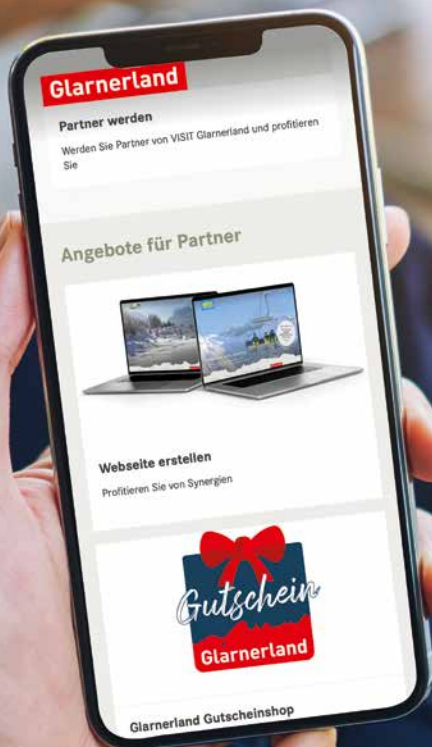 Glarnerland
Partner werden
Werden Sie Partner von VISIT Glarnerland und profitieren
Sie
Angebote für Partner
Webseite erstellen
Profitieren Sie von Synergien
Gutschein
Glarnerland
Glarnerland Gutscheinshop